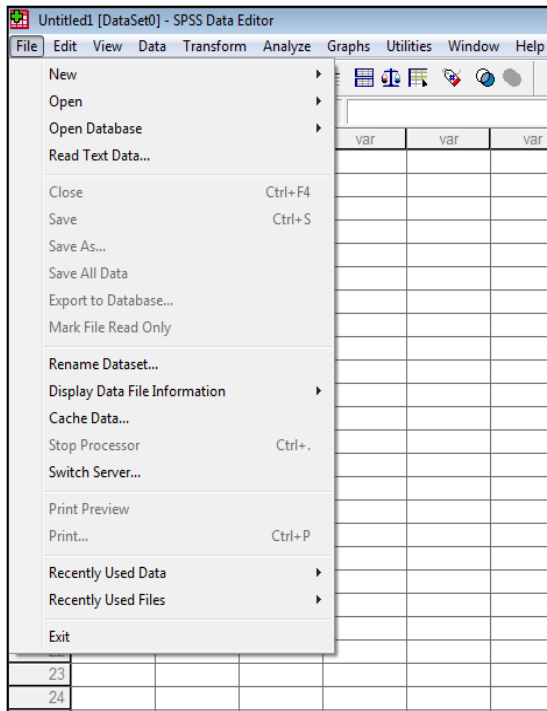 Untitled1 [DataSet0] - SPSS Data Editor
File Edit View Data Transform Analyze Graphs Utilities Window Help
New
Open
Open Database
var var var
Read Text Data...
Close Ctrl+F4
Save Ctrl+S
Save As...
Save All Data
Export to Database...
Mark File Read Only
Rename Dataset...
Display Data File Information
Cache Data...
Stop Processor Ctrl+.
Switch Server...
Print Preview
Print... Ctrl+P
Recently Used Data
Recently Used Files
Exit
23
24